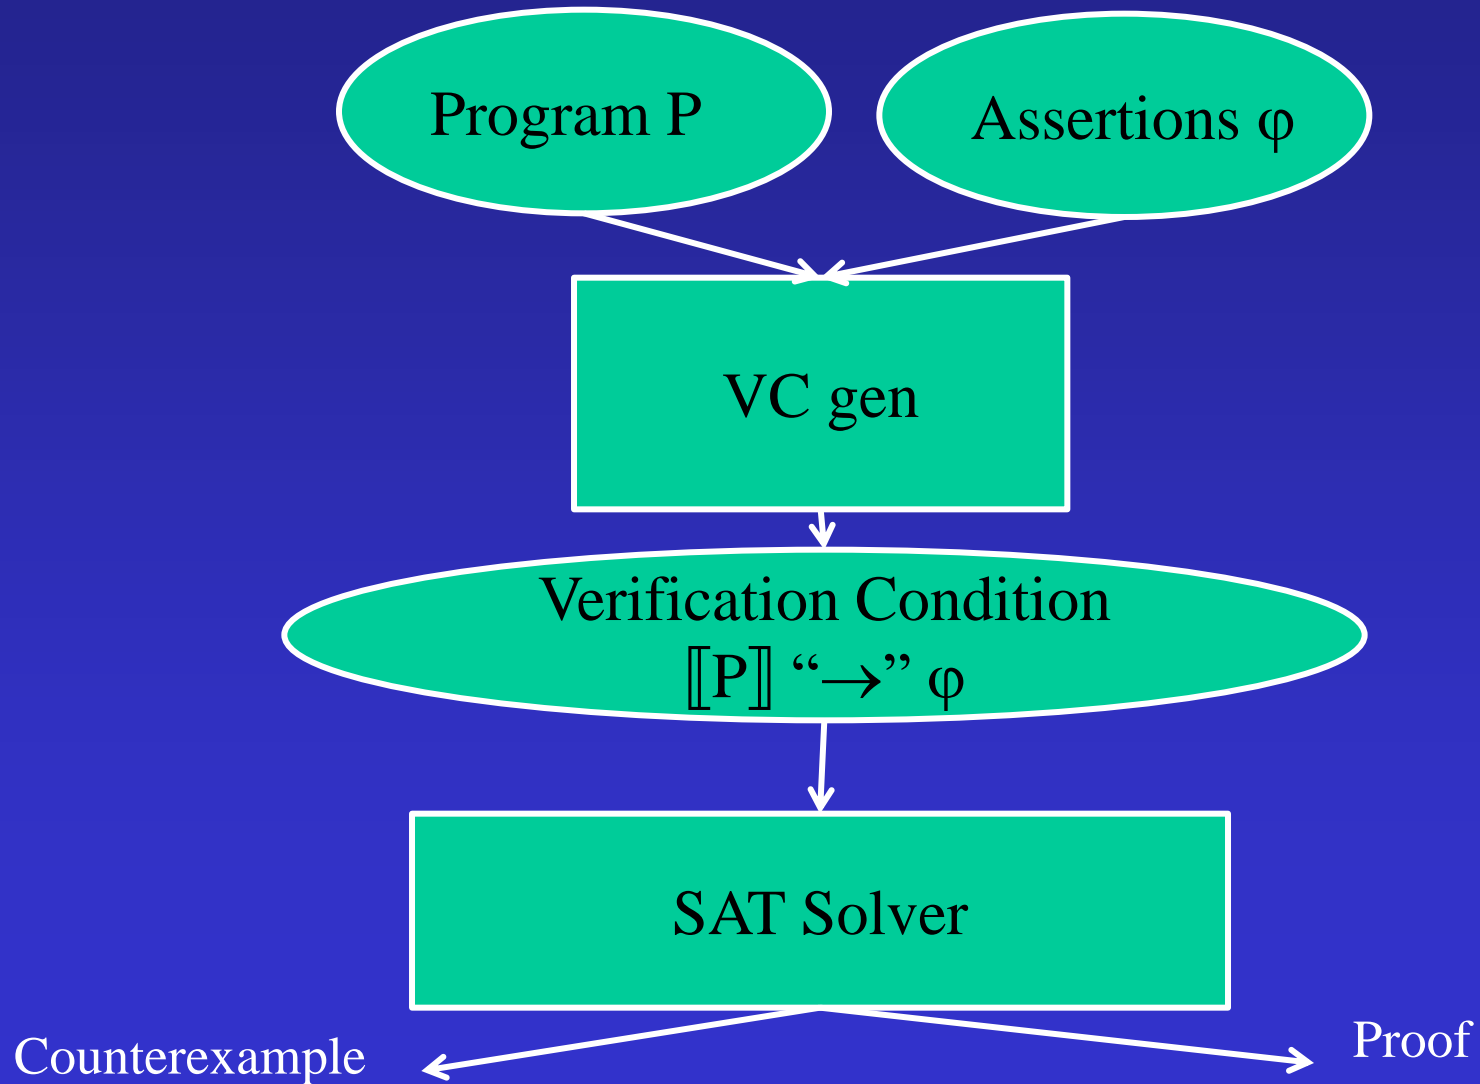 Program P
Assertions φ
VC gen
Verification Condition
⟦P⟧ “→” φ
SAT Solver
Counterexample
Proof